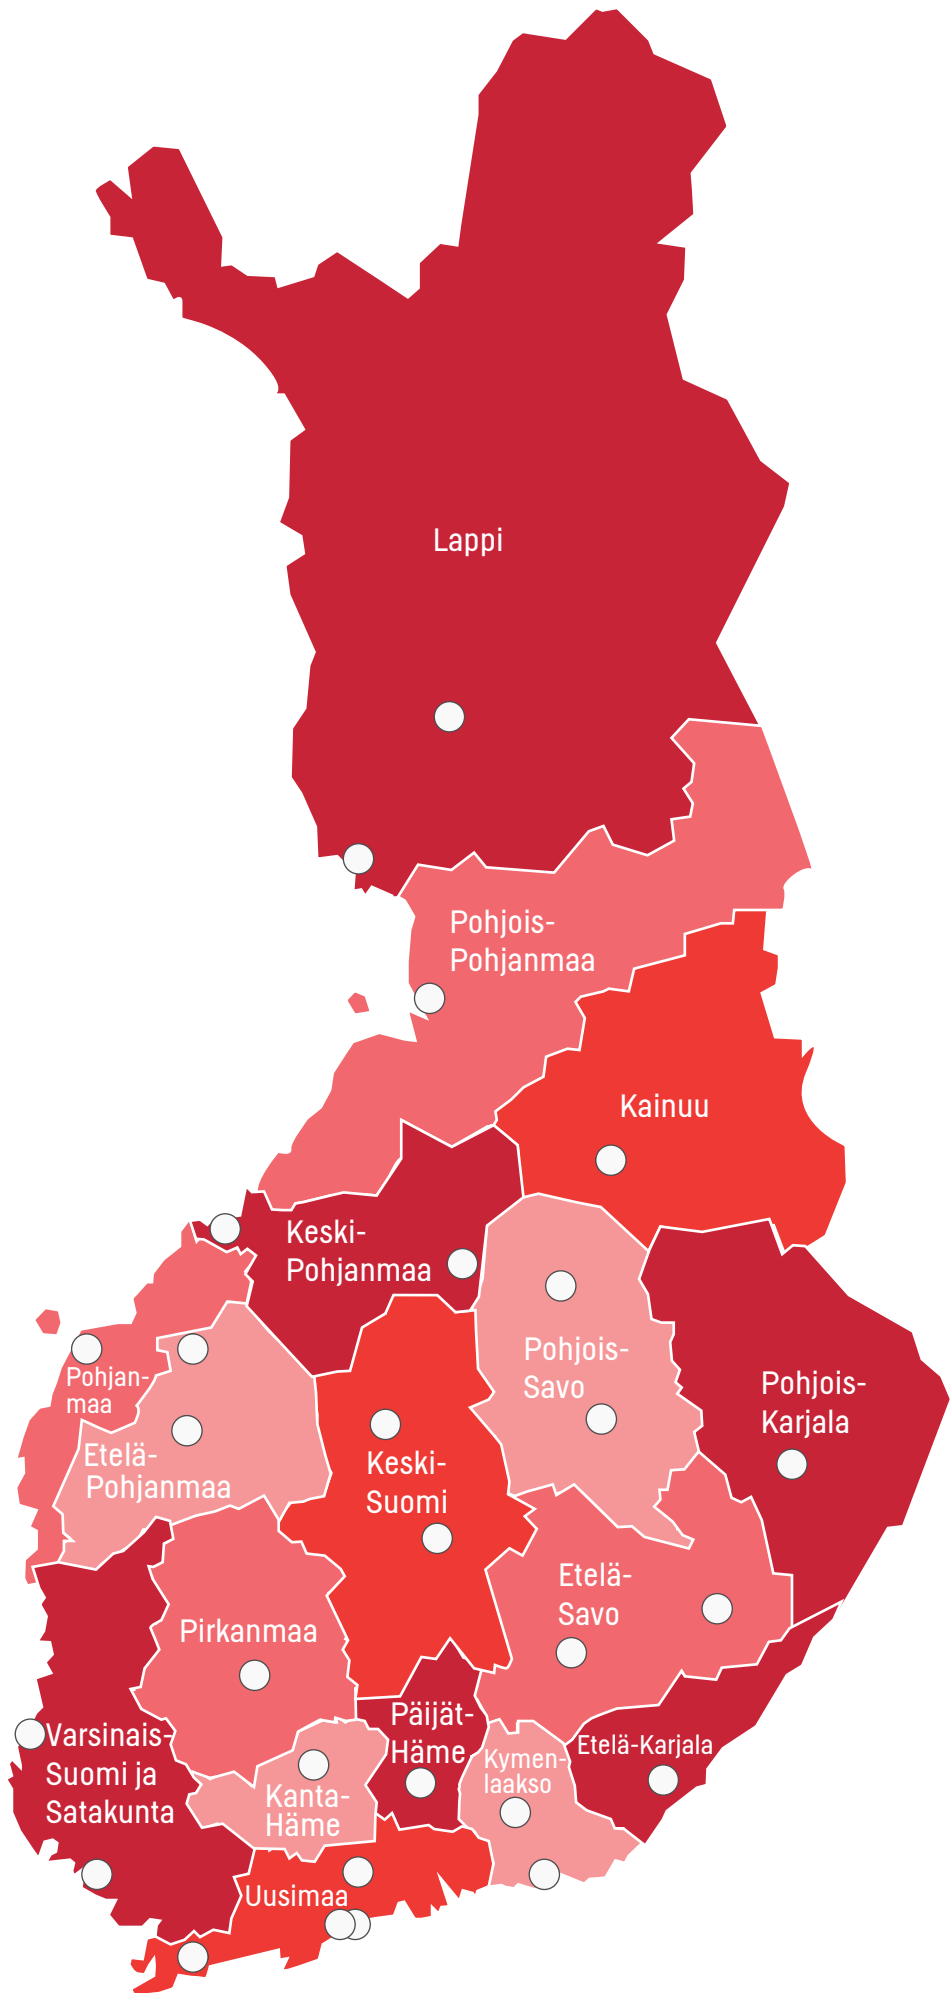 Lappi
Pohjois-
Pohjanmaa
Kainuu
Keski-
Pohjanmaa
Pohjois-
Savo
Pohjan-
maa
Pohjois-
Karjala
Etelä-
Pohjanmaa
Keski-
Suomi
Etelä-
Savo
Pirkanmaa
Päijät-
Häme
Varsinais-
Suomi ja
Satakunta
Etelä-Karjala
Kymen-
laakso
Kanta-
Häme
Uusimaa